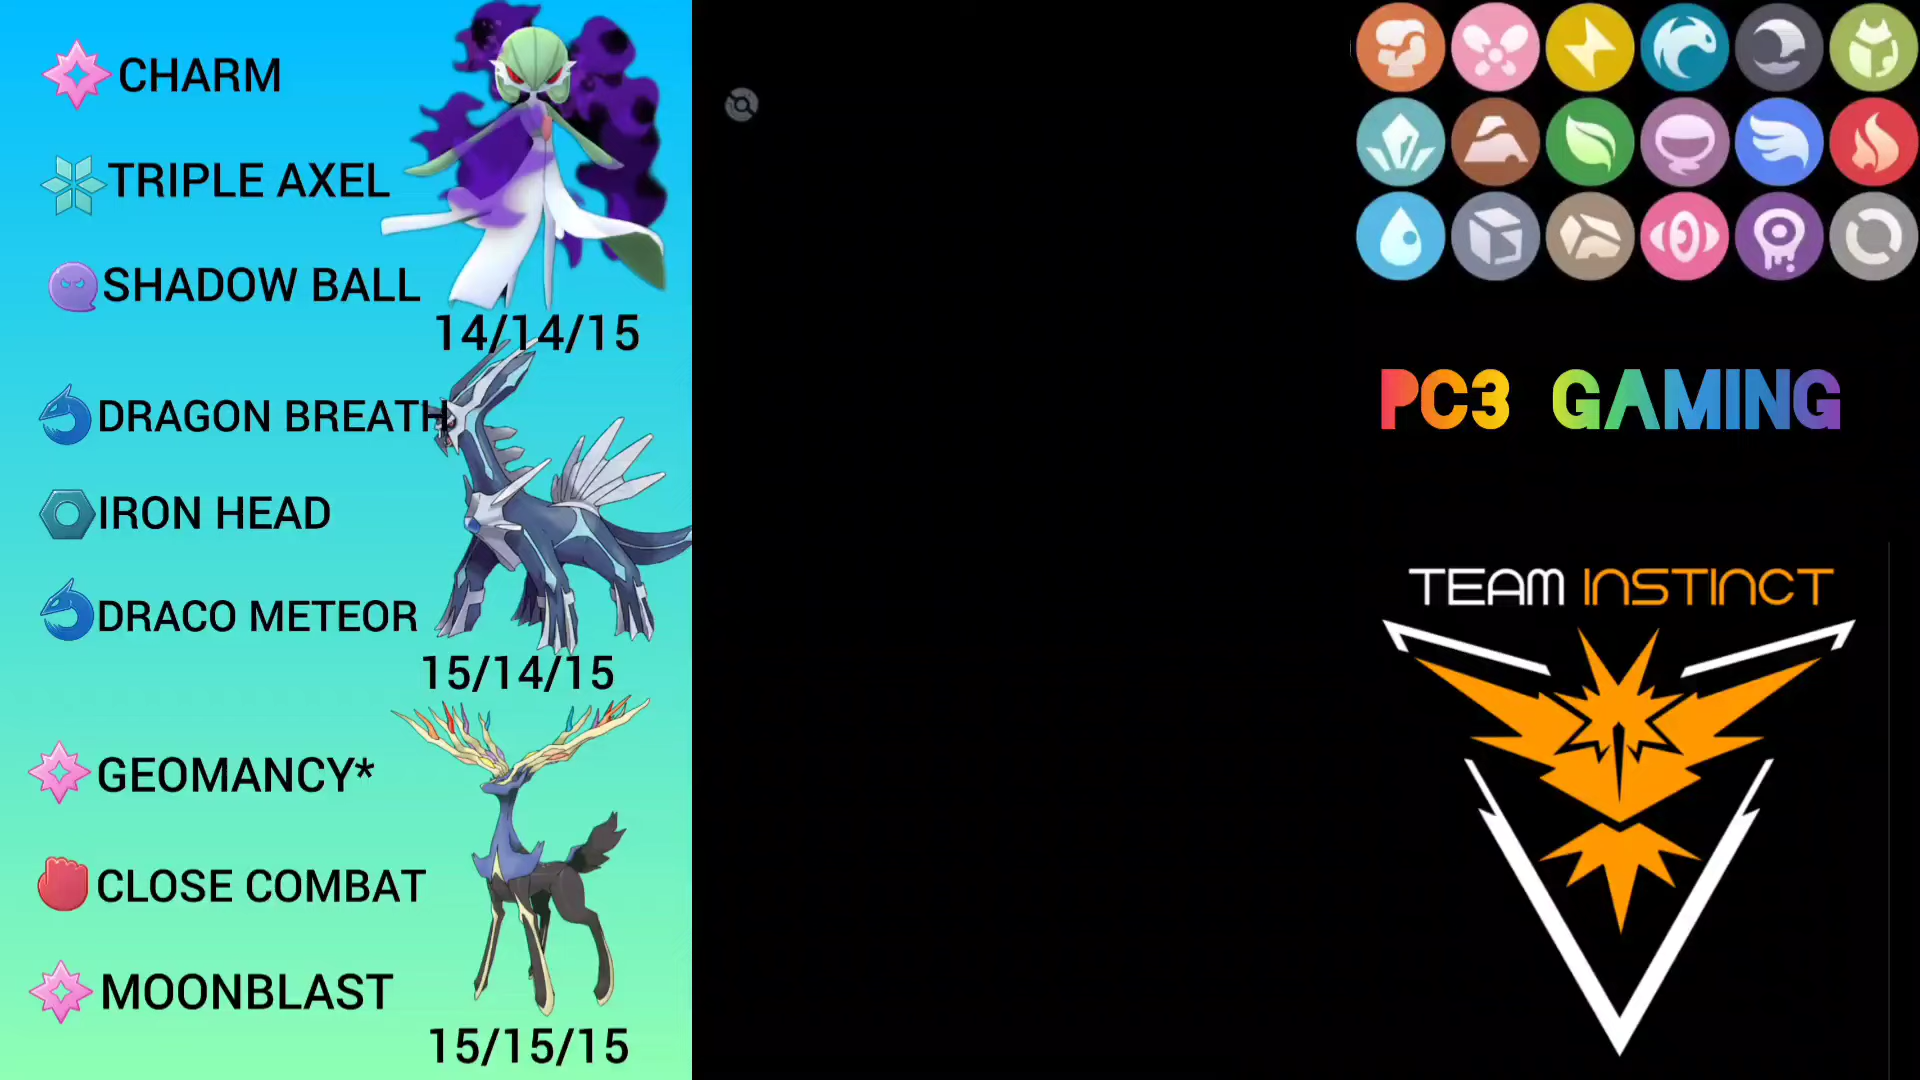 CHARM
TRIPLE AXEL
SHADOW BALL
14/14/15
DRAGON BREATH
IRON HEAD
DRACO METEOR
15/14/15
GEOMANCY*
CLOSE COMBAT
MOONBLAST
15/15/15
PC3 GAMING
TEAM INSTINCT